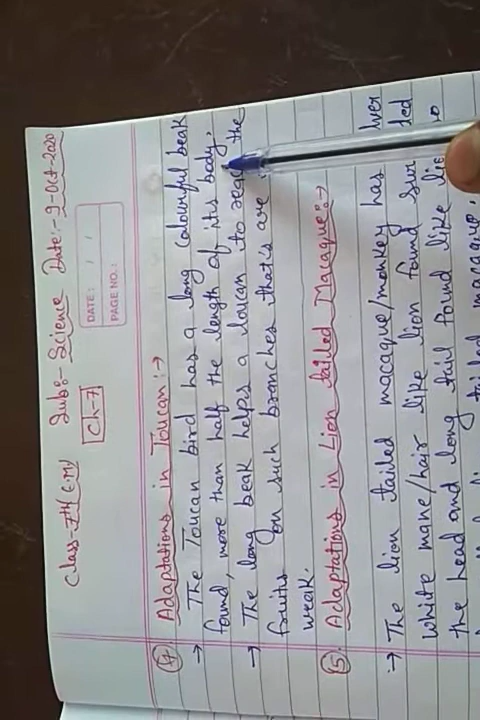 Class-7th (E.M) Sub:- Science Date:- 9-Oct-2020
Ch-7
DATE: / /
PAGE NO.:
④ Adaptations in Toucan:→
→ The Toucan bird has a long colourful beak
found, more than half the length of its body,
→ The long beak helps a toucan to the
fruits on such branches that's are
weak.
⑤ Adaptations in Lion tailed Macaque:→
→ The lion tailed macaque/monkey has
white mane/hair like lion found
the head and long tail found like
tailed macaque,